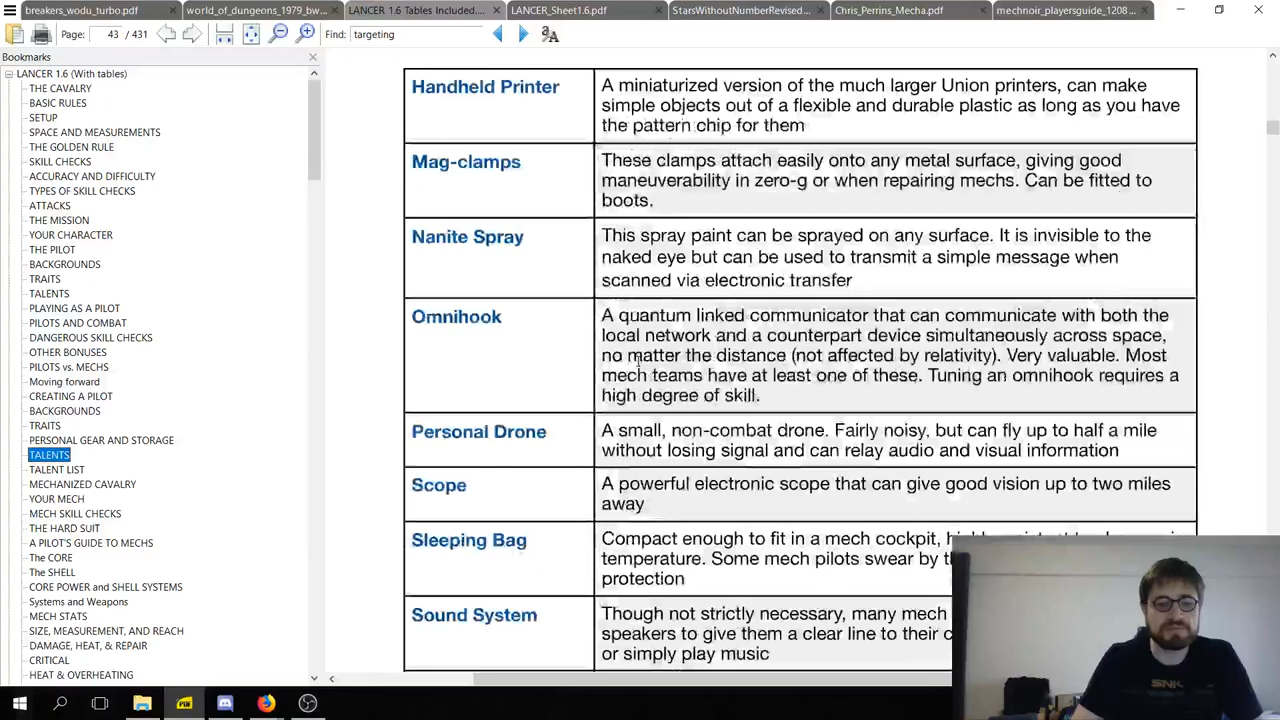 breakers_wodu_turbo.pdf
world_of_dungeons_1979_bw...
LANCER 1.6 Tables Included....
LANCER_Sheet1.6.pdf
StarsWithoutNumberRevised...
Chris_Perrins_Mecha.pdf
mechnoir_playersguide_1208...
Page: 43 / 431
Find: targeting
Bookmarks
LANCER 1.6 (With tables)
THE CAVALRY
BASIC RULES
SETUP
SPACE AND MEASUREMENTS
THE GOLDEN RULE
SKILL CHECKS
ACCURACY AND DIFFICULTY
TYPES OF SKILL CHECKS
ATTACKS
THE MISSION
YOUR CHARACTER
THE PILOT
BACKGROUNDS
TRAITS
TALENTS
PLAYING AS A PILOT
PILOTS AND COMBAT
DANGEROUS SKILL CHECKS
OTHER BONUSES
PILOTS vs. MECHS
Moving forward
CREATING A PILOT
BACKGROUNDS
TRAITS
PERSONAL GEAR AND STORAGE
TALENTS
TALENT LIST
MECHANIZED CAVALRY
YOUR MECH
MECH SKILL CHECKS
THE HARD SUIT
A PILOT'S GUIDE TO MECHS
The CORE
The SHELL
CORE POWER and SHELL SYSTEMS
Systems and Weapons
MECH STATS
SIZE, MEASUREMENT, AND REACH
DAMAGE, HEAT, & REPAIR
CRITICAL
HEAT & OVERHEATING
Handheld Printer
A miniaturized version of the much larger Union printers, can make
simple objects out of a flexible and durable plastic as long as you have
the pattern chip for them
Mag-clamps
These clamps attach easily onto any metal surface, giving good
maneuverability in zero-g or when repairing mechs. Can be fitted to
boots.
Nanite Spray
This spray paint can be sprayed on any surface. It is invisible to the
naked eye but can be used to transmit a simple message when
scanned via electronic transfer
Omnihook
A quantum linked communicator that can communicate with both the
local network and a counterpart device simultaneously across space,
no matter the distance (not affected by relativity). Very valuable. Most
mech teams have at least one of these. Tuning an omnihook requires a
high degree of skill.
Personal Drone
A small, non-combat drone. Fairly noisy, but can fly up to half a mile
without losing signal and can relay audio and visual information
Scope
A powerful electronic scope that can give good vision up to two miles
away
Sleeping Bag
Compact enough to fit in a mech cockpit,
temperature. Some mech pilots swear by
protection
Sound System
Though not strictly necessary, many mech
speakers to give them a clear line to their
or simply play music
SNK